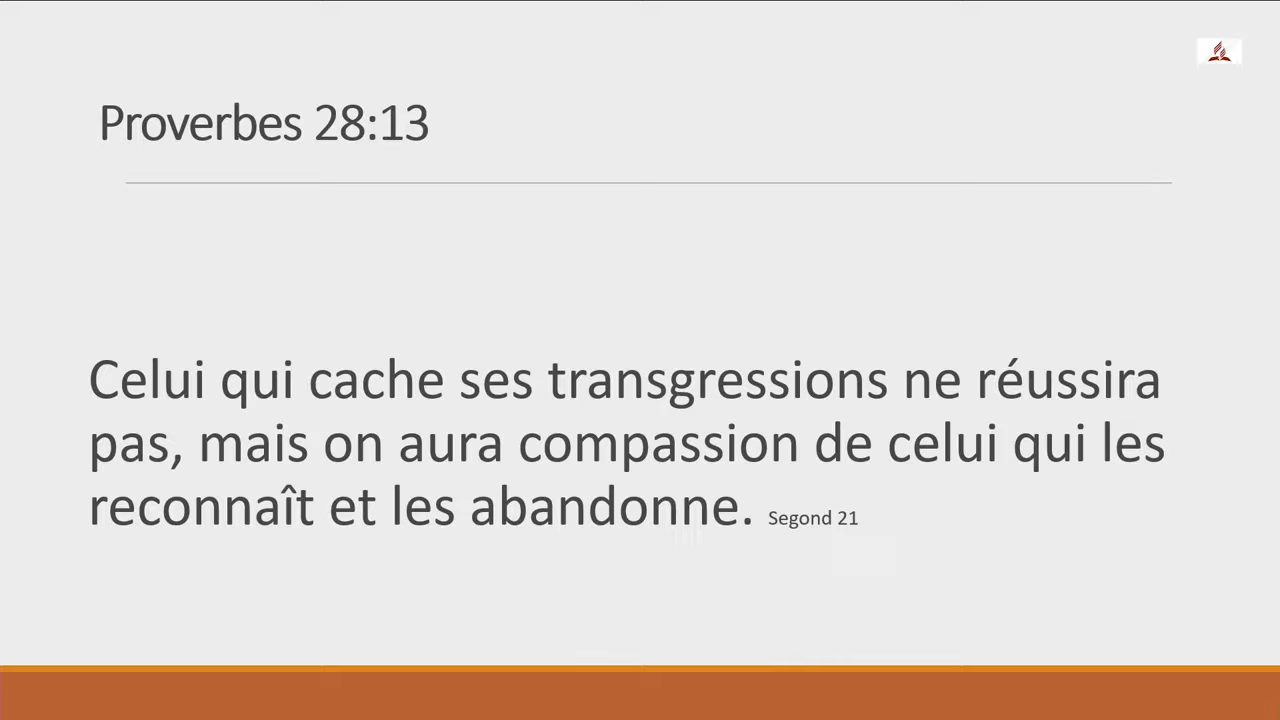 Proverbes 28:13
Celui qui cache ses transgressions ne réussira
pas, mais on aura compassion de celui qui les
reconnaît et les abandonne. Segond 21